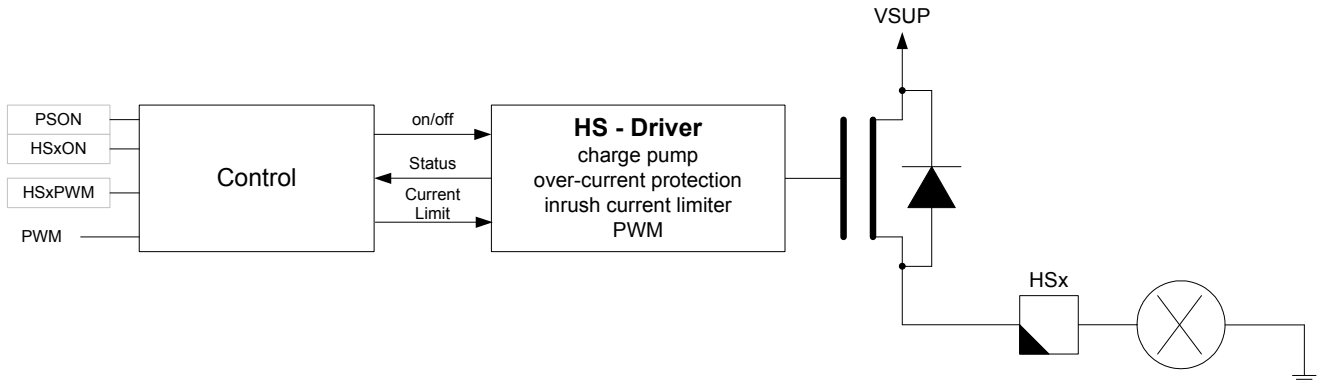 VSUP
PSON
HSxON
HSxPWM
PWM
Control
on/off
Status
Current
Limit
HS - Driver
charge pump
over-current protection
inrush current limiter
PWM
HSx